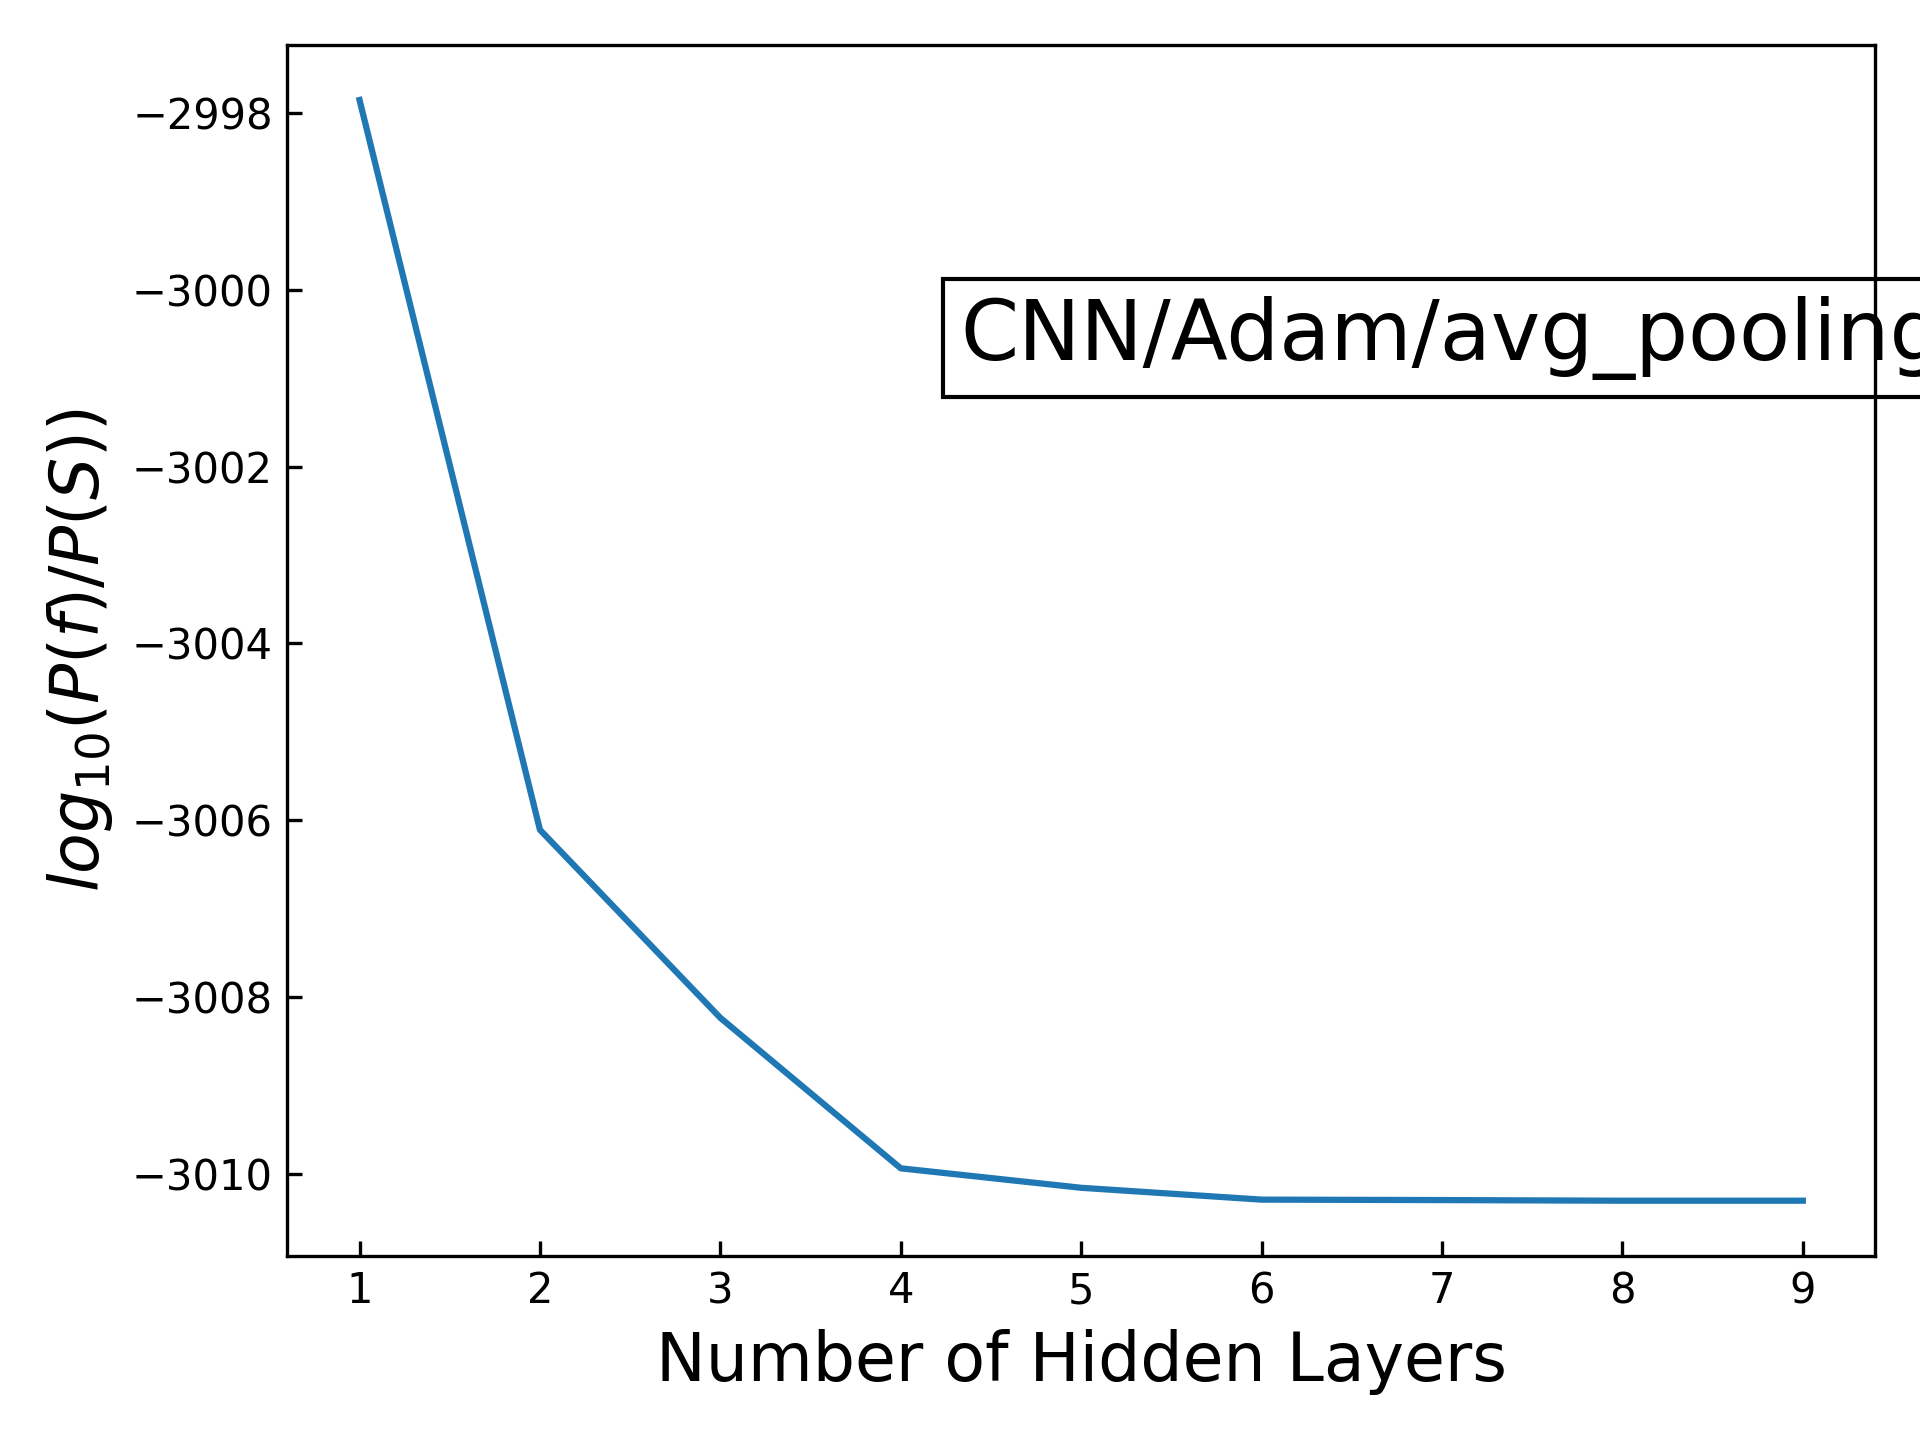 −2998
−3000
−3002
−3004
−3006
−3008
−3010
log₁₀(P(f)/P(S))
CNN/Adam/avg_pooling
1 2 3 4 5 6 7 8 9
Number of Hidden Layers